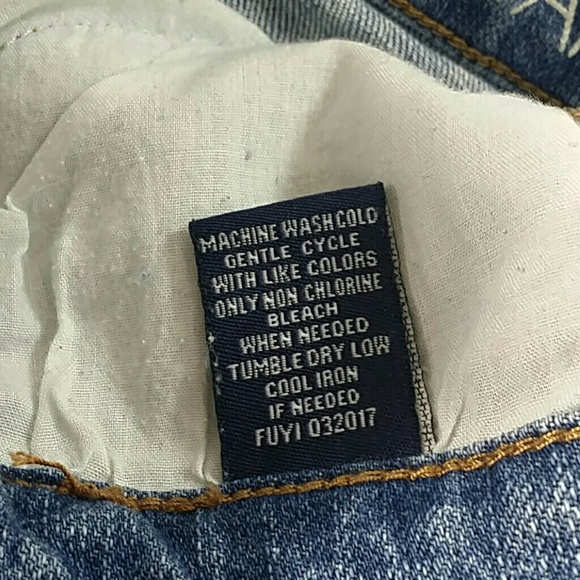 MACHINE WASH COLD
GENTLE CYCLE
WITH LIKE COLORS
ONLY NON CHLORINE
BLEACH
WHEN NEEDED
TUMBLE DRY LOW
COOL IRON
IF NEEDED
FUYI 032017